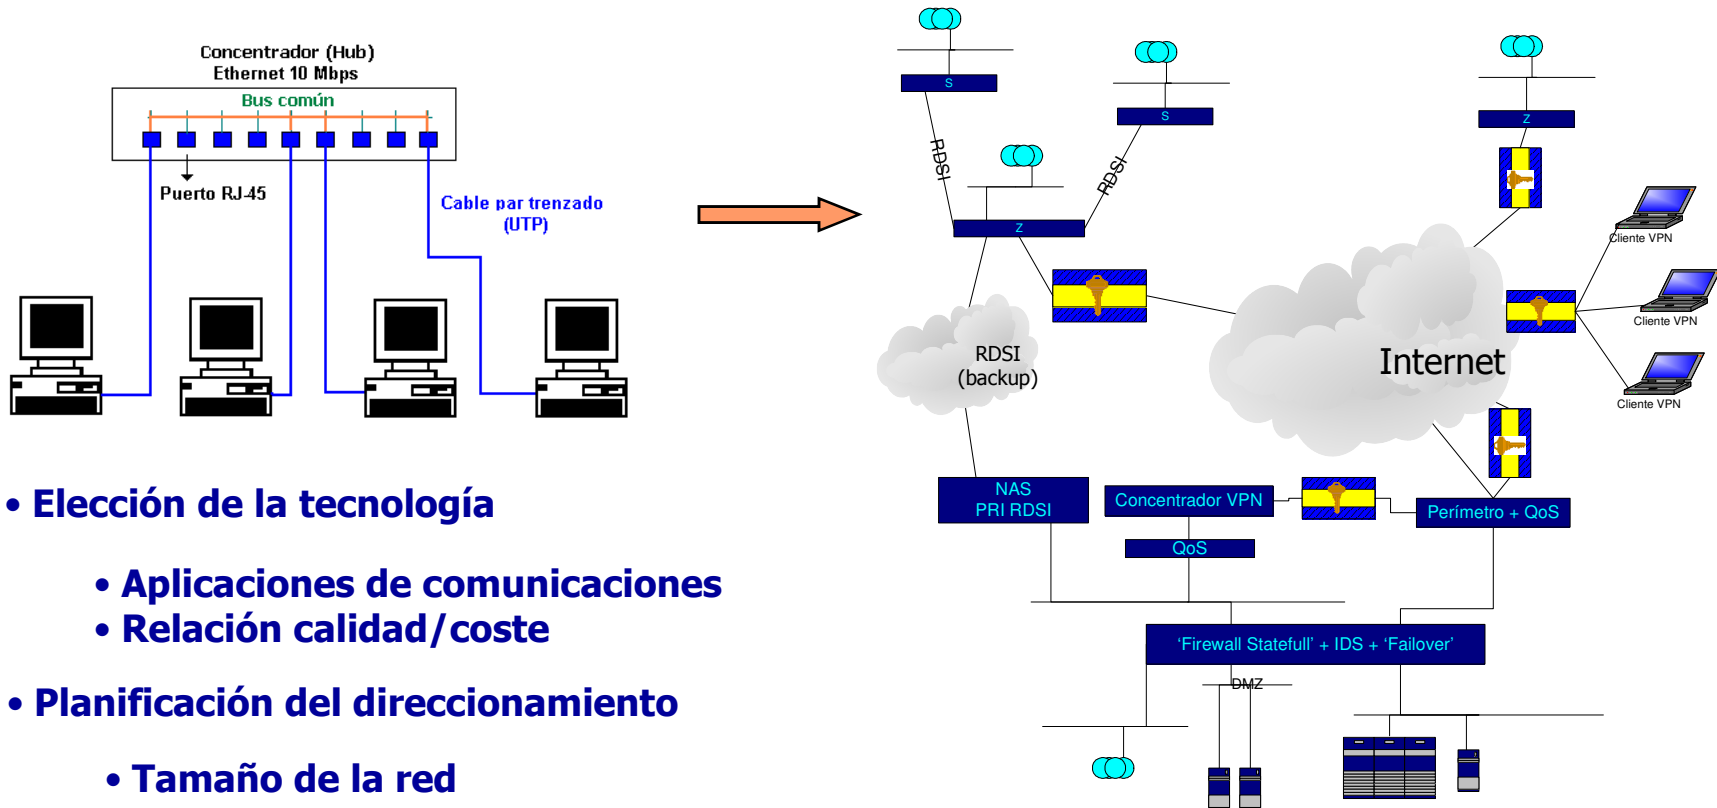 Concentrador (Hub)
Ethernet 10 Mbps
Bus común
Puerto RJ-45
Cable par trenzado
(UTP)
• Elección de la tecnología
• Aplicaciones de comunicaciones
• Relación calidad/coste
• Planificación del direccionamiento
• Tamaño de la red
S
S
Z
RDSI
RDSI
Z
Cliente VPN
Cliente VPN
Cliente VPN
RDSI
(backup)
Internet
NAS
PRI RDSI
Concentrador VPN
QoS
Perímetro + QoS
‘Firewall Statefull’ + IDS + ‘Failover’
DMZ